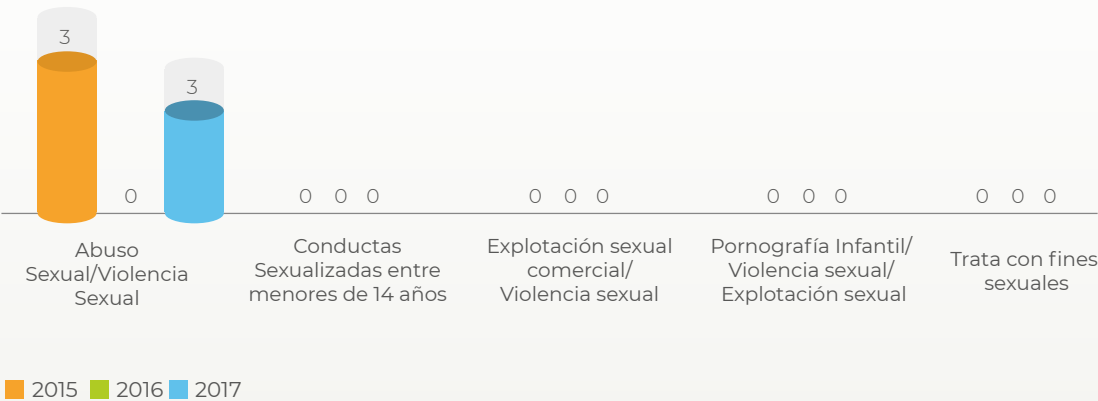 3
3
0
0 0 0
0 0 0
0 0 0
0 0 0
Abuso
Sexual/Violencia
Sexual
Conductas
Sexualizadas entre
menores de 14 años
Explotación sexual
comercial/
Violencia sexual
Pornografía Infantil/
Violencia sexual/
Explotación sexual
Trata con fines
sexuales
2015 2016 2017